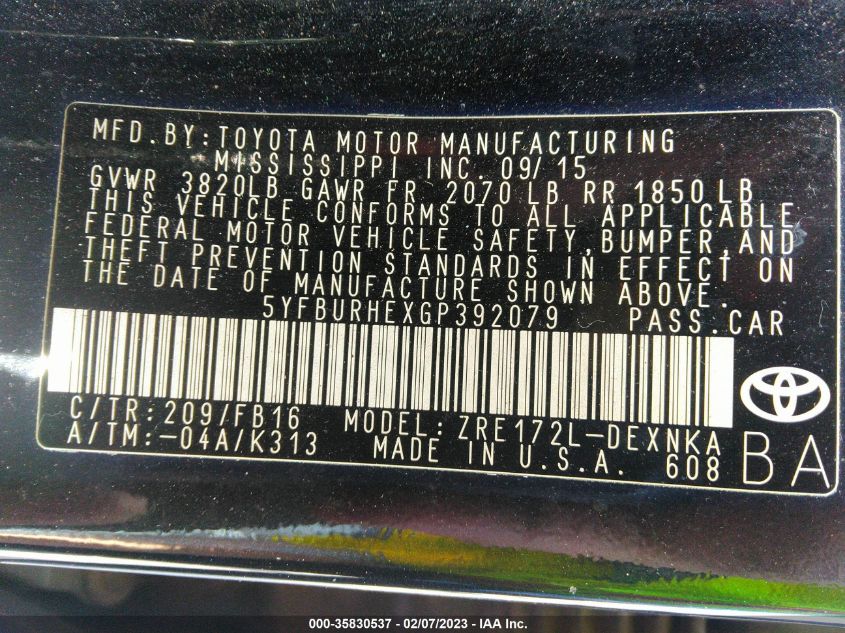 MFD.BY:TOYOTA MOTOR MANUFACTURING
MISSISSIPPI INC. 09/15
GVWR 3820LB GAWR FR 2070 LB RR 1850LB
THIS VEHICLE CONFORMS TO ALL APPLICABLE
FEDERAL MOTOR VEHICLE SAFETY,BUMPER,AND
THEFT PREVENTION STANDARDS IN EFFECT ON
THE DATE OF MANUFACTURE SHOWN ABOVE.
5YFBURHEXGP392079 PASS.CAR
C/TR:209/FB16 MODEL:ZRE172L-DEXNKA
A/TM:-04A/K313 MADE IN U.S.A. 608
BA
000-35830537 - 02/07/2023 - IAA Inc.